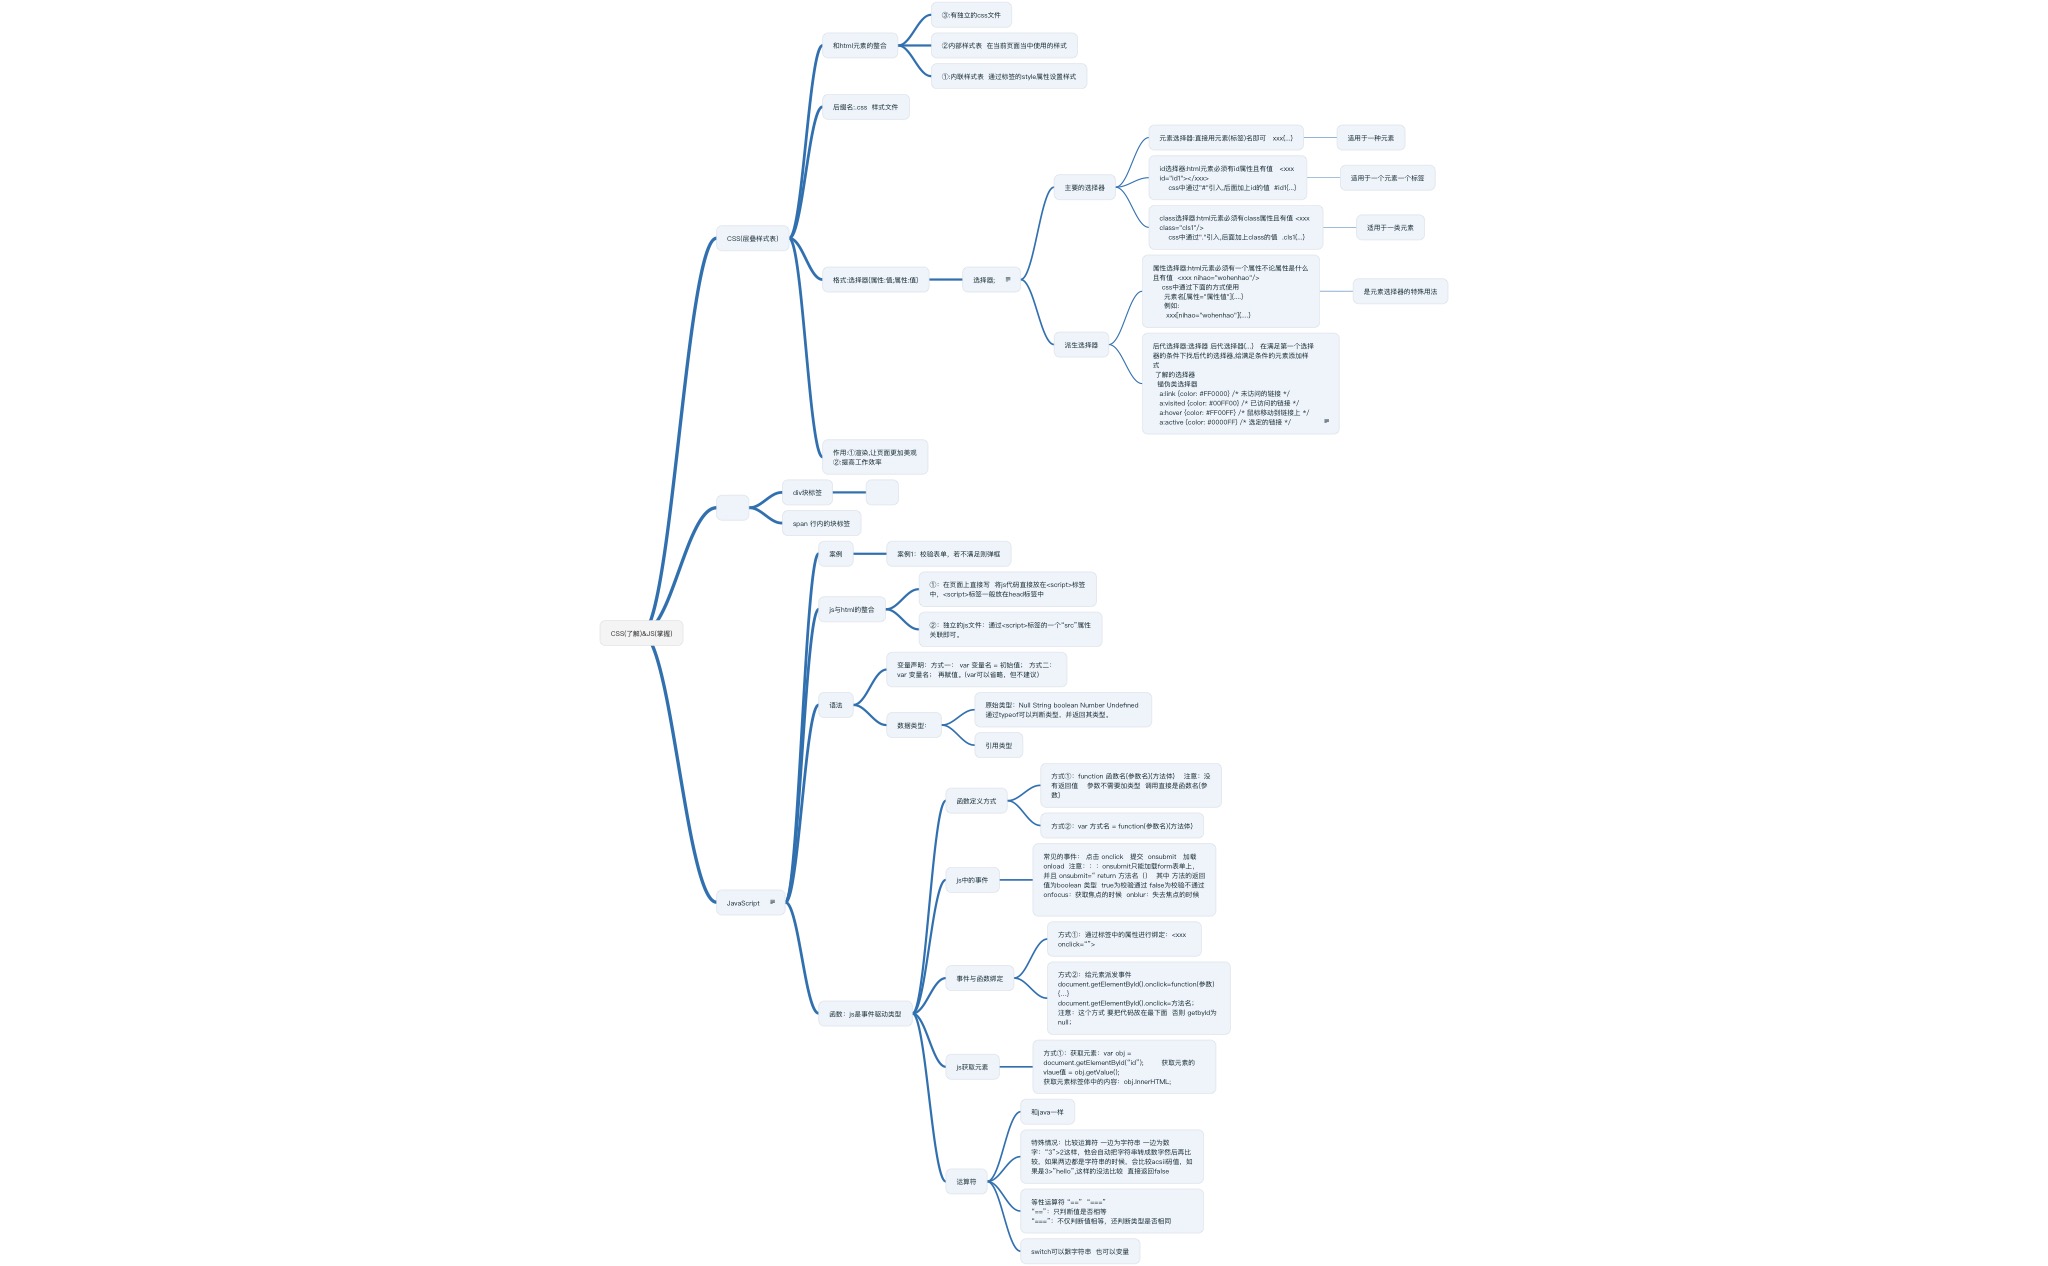 CSS(了解)&JS(掌握)
CSS(层叠样式表)
和html元素的整合
③:有独立的css文件
②内部样式表  在当前页面当中使用的样式
①:内联样式表  通过标签的style属性设置样式
后缀名:.css  样式文件
格式:选择器{属性:值;属性:值}
选择器;
主要的选择器
元素选择器:直接用元素(标签)名即可    xxx{...}
适用于一种元素
id选择器:html元素必须有id属性且有值    <xxx
id="id1"></xxx>
css中通过"#"引入,后面加上id的值  #id1{...}
适用于一个元素一个标签
class选择器:html元素必须有class属性且有值 <xxx
class="cls1"/>
css中通过"."引入,后面加上class的值  .cls1{...}
适用于一类元素
派生选择器
属性选择器:html元素必须有一个属性不论属性是什么
且有值  <xxx nihao="wohenhao"/>
css中通过下面的方式使用
元素名[属性="属性值"]{....}
例如:
xxx[nihao="wohenhao"]{....}
是元素选择器的特殊用法
后代选择器:选择器 后代选择器{...}    在满足第一个选择
器的条件下找后代的选择器,给满足条件的元素添加样
式
了解的选择器
锚伪类选择器
a:link {color: #FF0000} /* 未访问的链接 */
a:visited {color: #00FF00} /* 已访问的链接 */
a:hover {color: #FF00FF} /* 鼠标移动到链接上 */
a:active {color: #0000FF} /* 选定的链接 */
作用:①渲染,让页面更加美观
②:提高工作效率
div块标签
span 行内的块标签
JavaScript
案例
案例1：校验表单，若不满足则弹框
js与html的整合
①：在页面上直接写  将js代码直接放在<script>标签
中，<script>标签一般放在head标签中
②：独立的js文件：通过<script>标签的一个“src”属性
关联即可。
语法
变量声明：方式一： var 变量名 = 初始值； 方式二：
var 变量名； 再赋值。(var可以省略，但不建议)
数据类型：
原始类型：Null String boolean Number Undefined
通过typeof可以判断类型，并返回其类型。
引用类型
函数：js是事件驱动类型
函数定义方式
方式①：function 函数名(参数名){方法体}    注意：没
有返回值    参数不需要加类型  调用直接是函数名(参
数)
方式②：var 方式名 = function(参数名){方法体}
js中的事件
常见的事件： 点击 onclick   提交  onsubmit   加载
onload  注意：；；onsubmit只能加载form表单上，
并且 onsubmit=“ return 方法名（）  其中 方法的返回
值为boolean 类型  true为校验通过 false为校验不通过
onfocus：获取焦点的时候  onblur：失去焦点的时候
事件与函数绑定
方式①：通过标签中的属性进行绑定：<xxx
onclick=“”>
方式②：给元素派发事件
document.getElementById().onclick=function(参数)
{...}
document.getElementById().onclick=方法名；
注意：这个方式 要把代码放在最下面  否则 getbyId为
null；
js获取元素
方式①：获取元素：var obj =
document.getElementById(“id”);        获取元素的
vlaue值 = obj.getValue();
获取元素标签体中的内容：obj.innerHTML;
运算符
和java一样
特殊情况：比较运算符 一边为字符串 一边为数
字：“3”>2这样，他会自动把字符串转成数字然后再比
较，如果两边都是字符串的时候，会比较acsii码值，如
果是3>“hello”,这样的没法比较  直接返回false
等性运算符 “==”  “===”
“==”：只判断值是否相等
“===”：不仅判断值相等，还判断类型是否相同
switch可以跟字符串  也可以变量